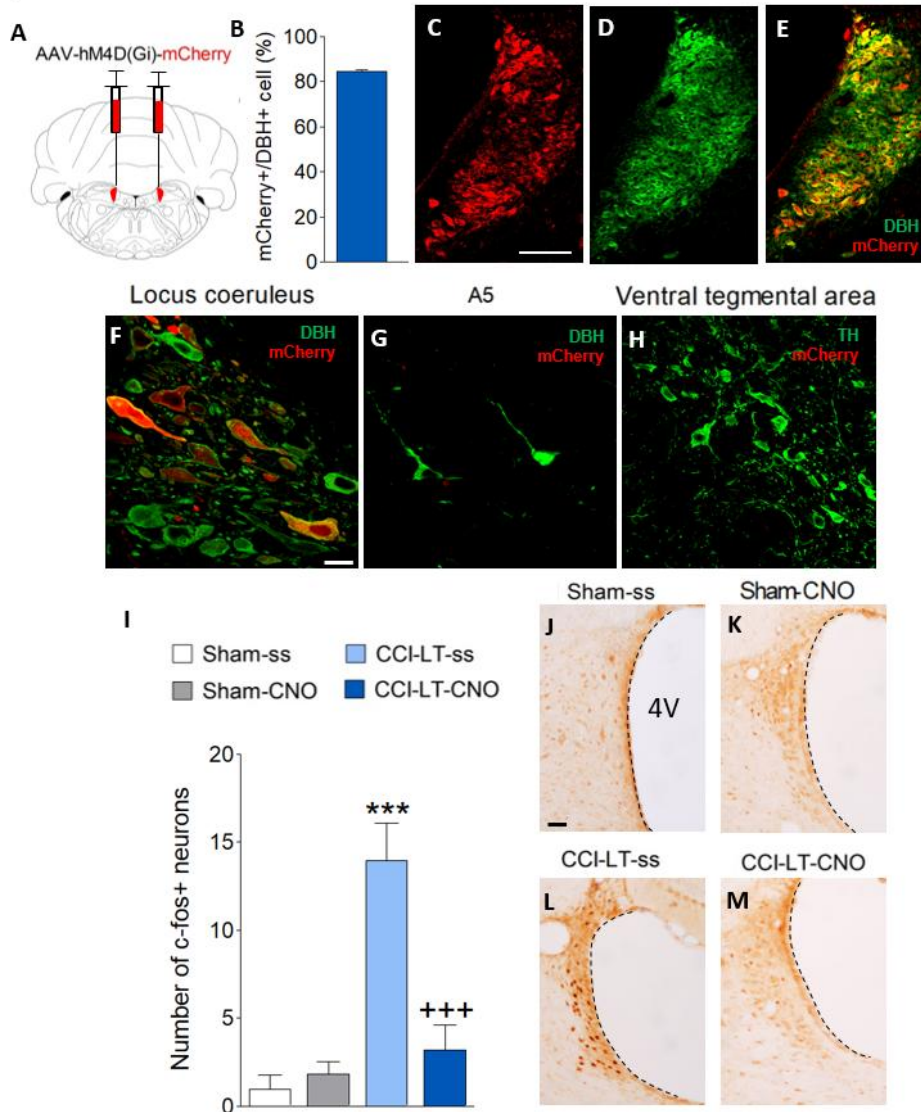 A
AAV-hM4D(Gi)-mCherry
B
mCherry+/DBH+ cell (%)
100
80
60
40
20
0
C
D
E
DBH
mCherry
Locus coeruleus
A5
Ventral tegmental area
F
DBH
mCherry
G
DBH
mCherry
H
TH
mCherry
I
Sham-ss
CCI-LT-ss
Sham-CNO
CCI-LT-CNO
Number of c-fos+ neurons
20
15
10
5
0
***
+++
Sham-ss
Sham-CNO
J
4V
K
CCI-LT-ss
CCI-LT-CNO
L
M